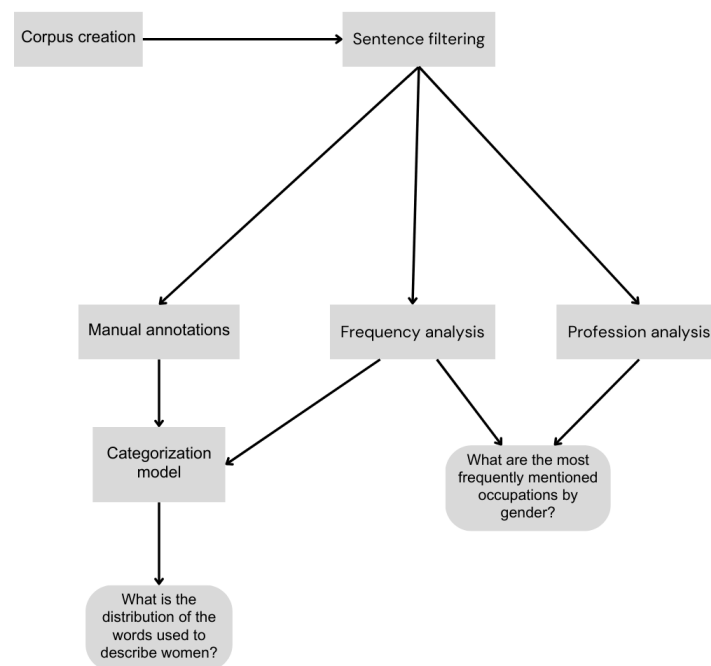 Corpus creation
Sentence filtering
Manual annotations
Frequency analysis
Profession analysis
Categorization
model
What are the most
frequently mentioned
occupations by
gender?
What is the
distribution of the
words used to
describe women?